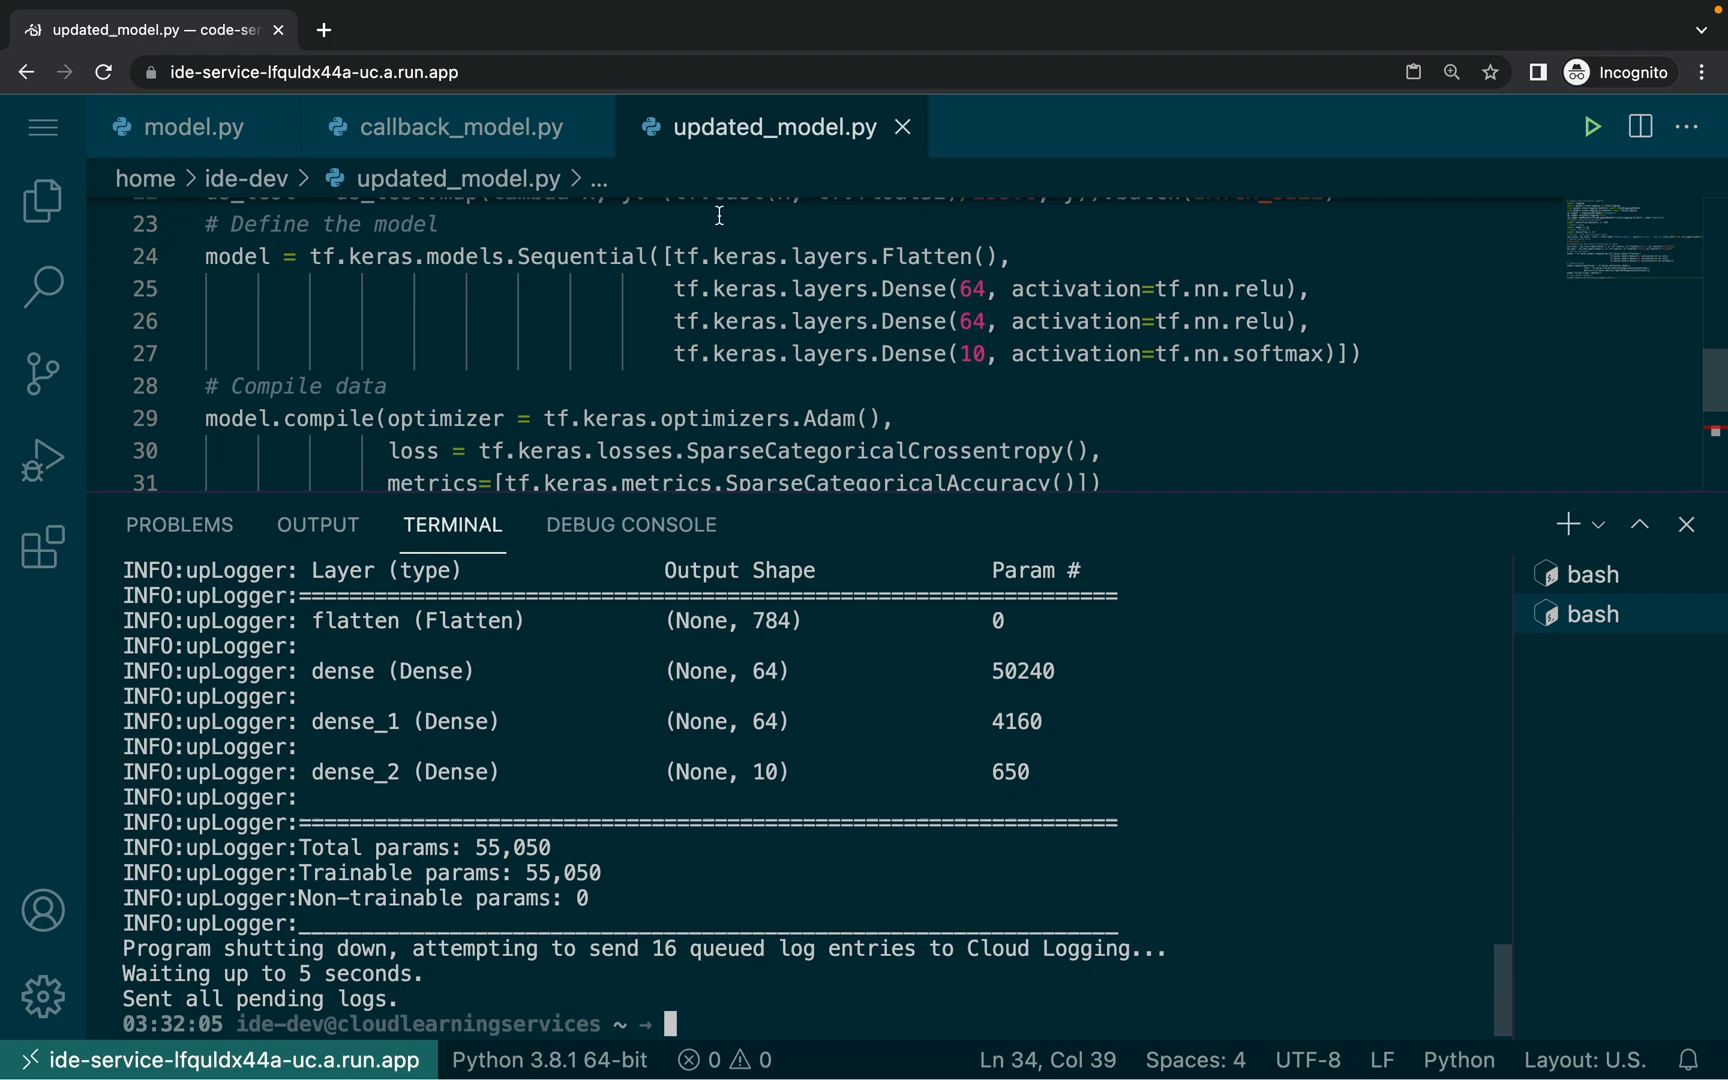 updated_model.py — code-ser
ide-service-lfquldx44a-uc.a.run.app
Incognito
model.py
callback_model.py
updated_model.py
home > ide-dev > updated_model.py > ...
23 # Define the model
24 model = tf.keras.models.Sequential([tf.keras.layers.Flatten(),
25 tf.keras.layers.Dense(64, activation=tf.nn.relu),
26 tf.keras.layers.Dense(64, activation=tf.nn.relu),
27 tf.keras.layers.Dense(10, activation=tf.nn.softmax)])
28 # Compile data
29 model.compile(optimizer = tf.keras.optimizers.Adam(),
30 loss = tf.keras.losses.SparseCategoricalCrossentropy(),
31 metrics=[tf.keras.metrics.SparseCategoricalAccuracy()])
PROBLEMS OUTPUT TERMINAL DEBUG CONSOLE
INFO:upLogger: Layer (type) Output Shape Param #
INFO:upLogger:=================================================================
INFO:upLogger: flatten (Flatten) (None, 784) 0
INFO:upLogger:
INFO:upLogger: dense (Dense) (None, 64) 50240
INFO:upLogger:
INFO:upLogger: dense_1 (Dense) (None, 64) 4160
INFO:upLogger:
INFO:upLogger: dense_2 (Dense) (None, 10) 650
INFO:upLogger:
INFO:upLogger:=================================================================
INFO:upLogger:Total params: 55,050
INFO:upLogger:Trainable params: 55,050
INFO:upLogger:Non-trainable params: 0
INFO:upLogger:_________________________________________________________________
Program shutting down, attempting to send 16 queued log entries to Cloud Logging...
Waiting up to 5 seconds.
Sent all pending logs.
03:32:05 ide-dev@cloudlearningservices ~ →
bash
bash
ide-service-lfquldx44a-uc.a.run.app Python 3.8.1 64-bit 0 0 Ln 34, Col 39 Spaces: 4 UTF-8 LF Python Layout: U.S.